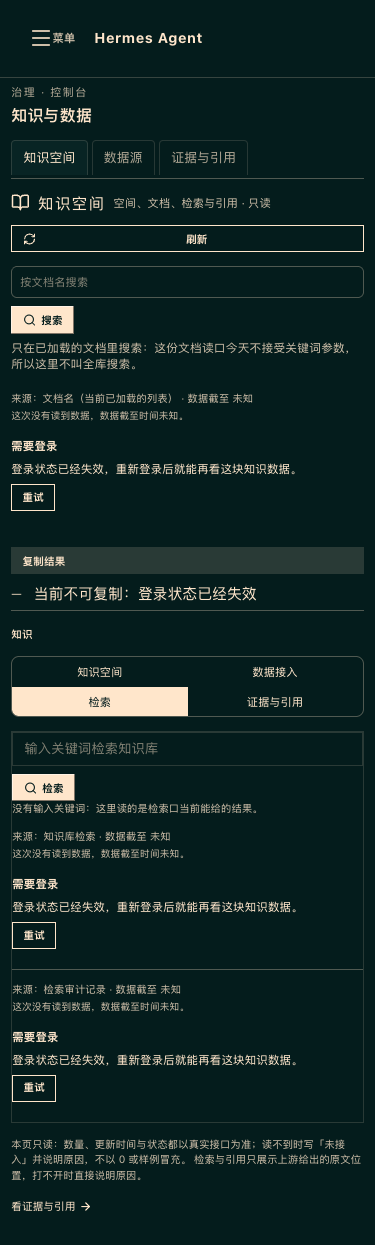 菜单 Hermes Agent
治理 · 控制台
知识与数据
知识空间 数据源 证据与引用
知识空间 空间、文档、检索与引用 · 只读
刷新
按文档名搜索
搜索
只在已加载的文档里搜索：这份文档读口今天不接受关键词参数，
所以这里不叫全库搜索。
来源：文档名（当前已加载的列表） · 数据截至 未知
这次没有读到数据，数据截至时间未知。
需要登录
登录状态已经失效，重新登录后就能再看这块知识数据。
重试
复制结果
— 当前不可复制：登录状态已经失效
知识
知识空间 数据接入
检索 证据与引用
输入关键词检索知识库
检索
没有输入关键词：这里读的是检索口当前能给的结果。
来源：知识库检索 · 数据截至 未知
这次没有读到数据，数据截至时间未知。
需要登录
登录状态已经失效，重新登录后就能再看这块知识数据。
重试
来源：检索审计记录 · 数据截至 未知
这次没有读到数据，数据截至时间未知。
需要登录
登录状态已经失效，重新登录后就能再看这块知识数据。
重试
本页只读：数量、更新时间与状态都以真实接口为准；读不到时写「未接
入」并说明原因，不以 0 或样例冒充。 检索与引用只展示上游给出的原文位
置，打不开时直接说明原因。
看证据与引用 →